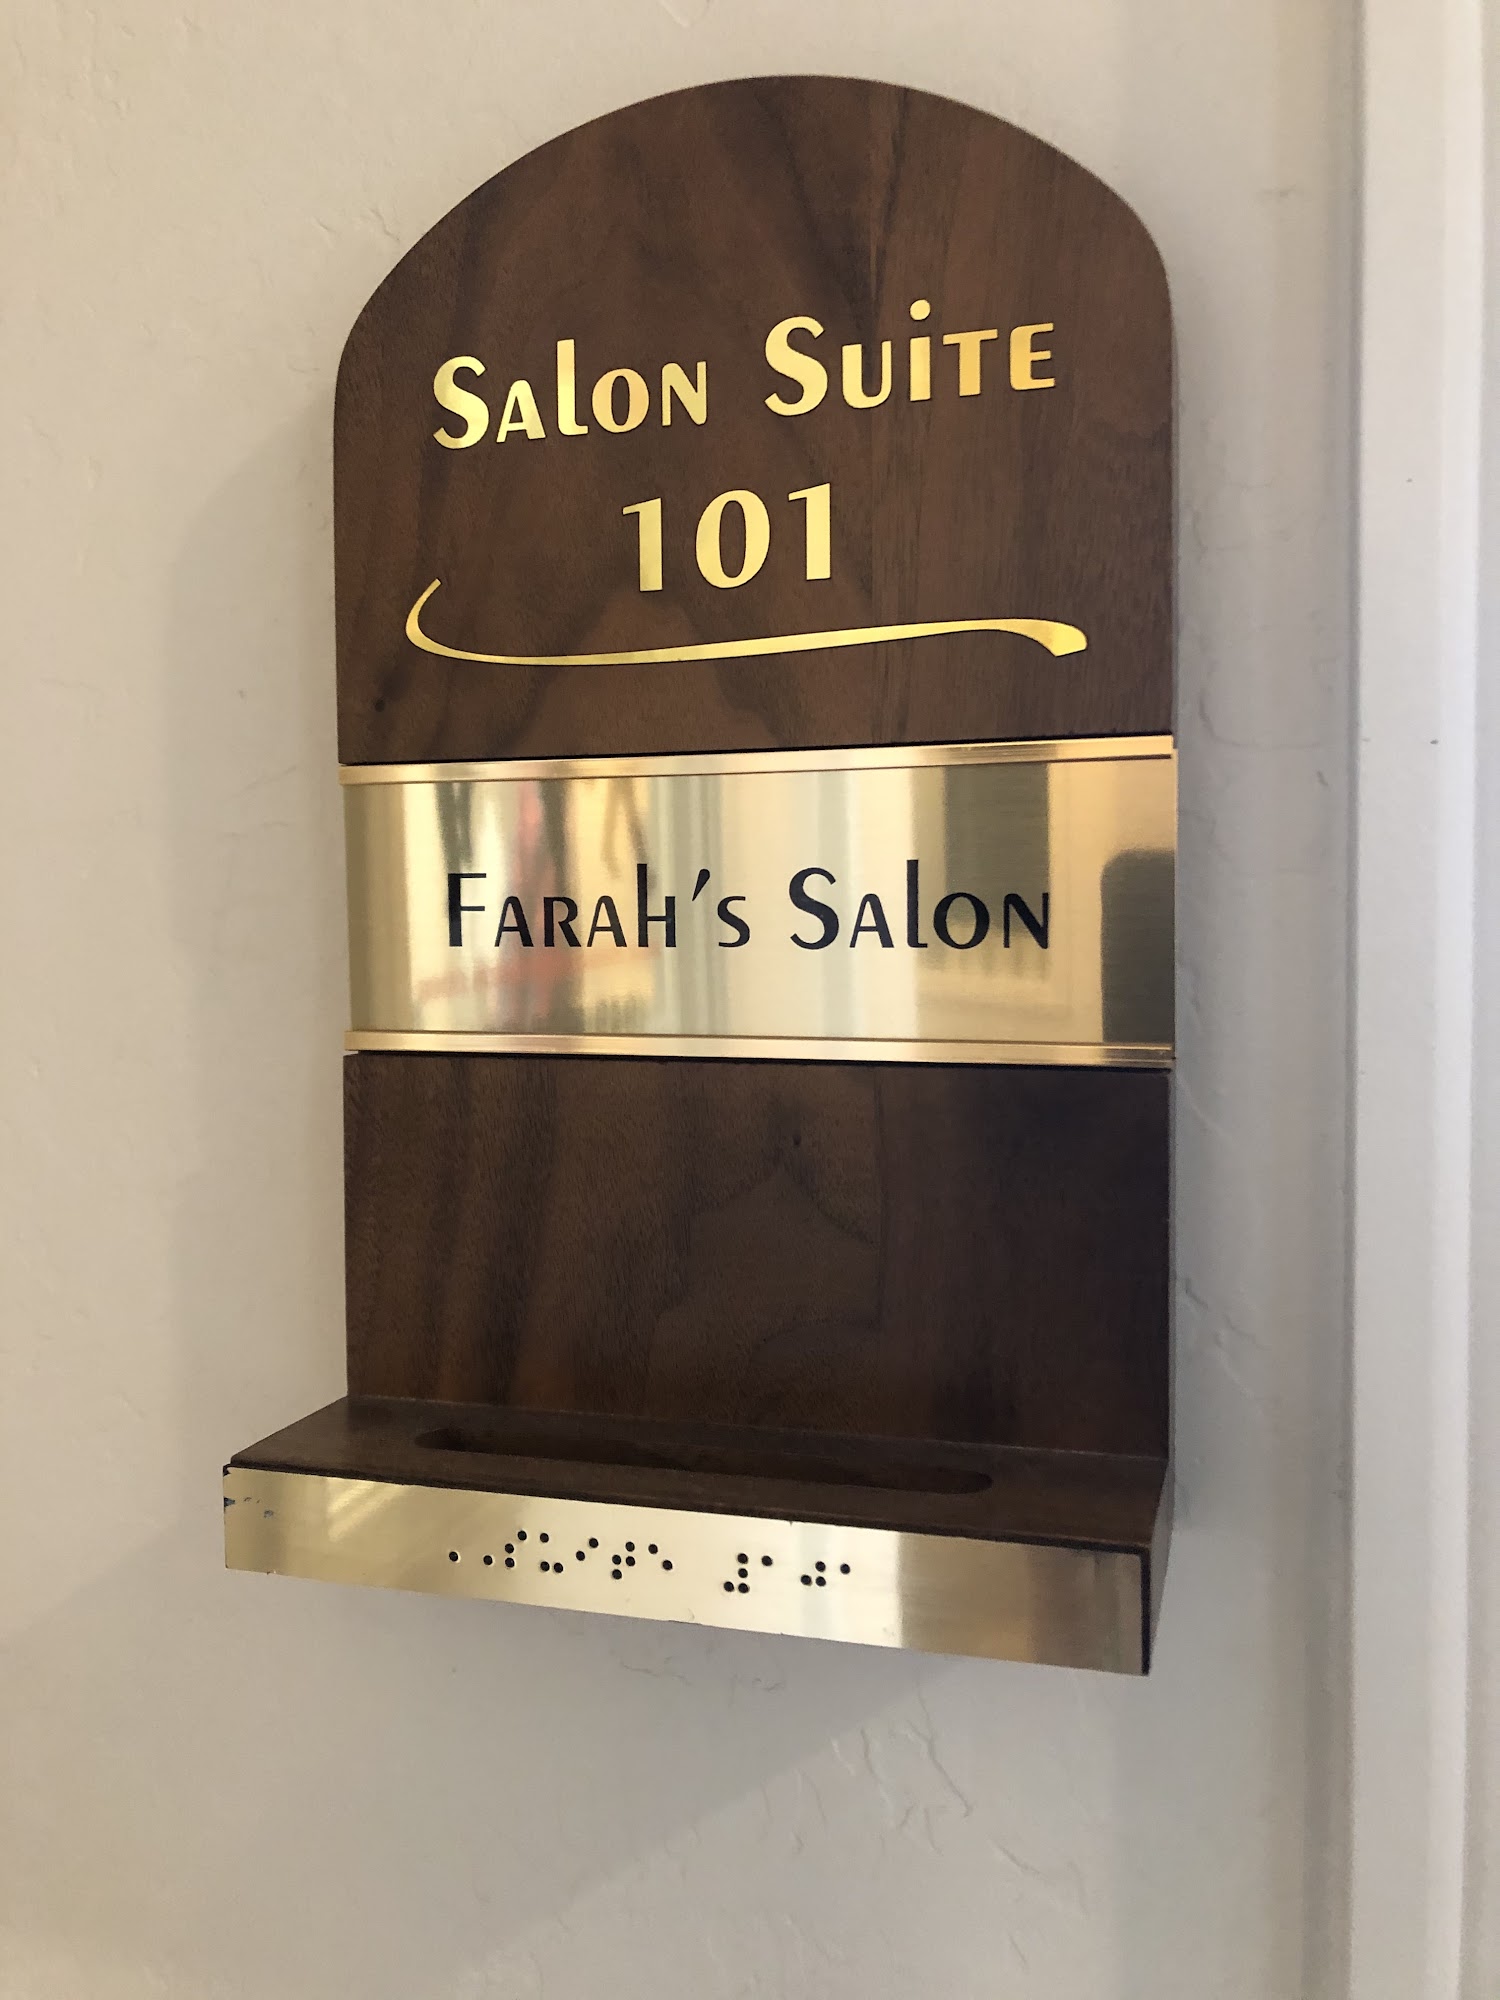 Salon Suite
101
Farah's Salon
⠠⠠⠎⠥⠊⠞⠑ ⠼⠁⠚⠁